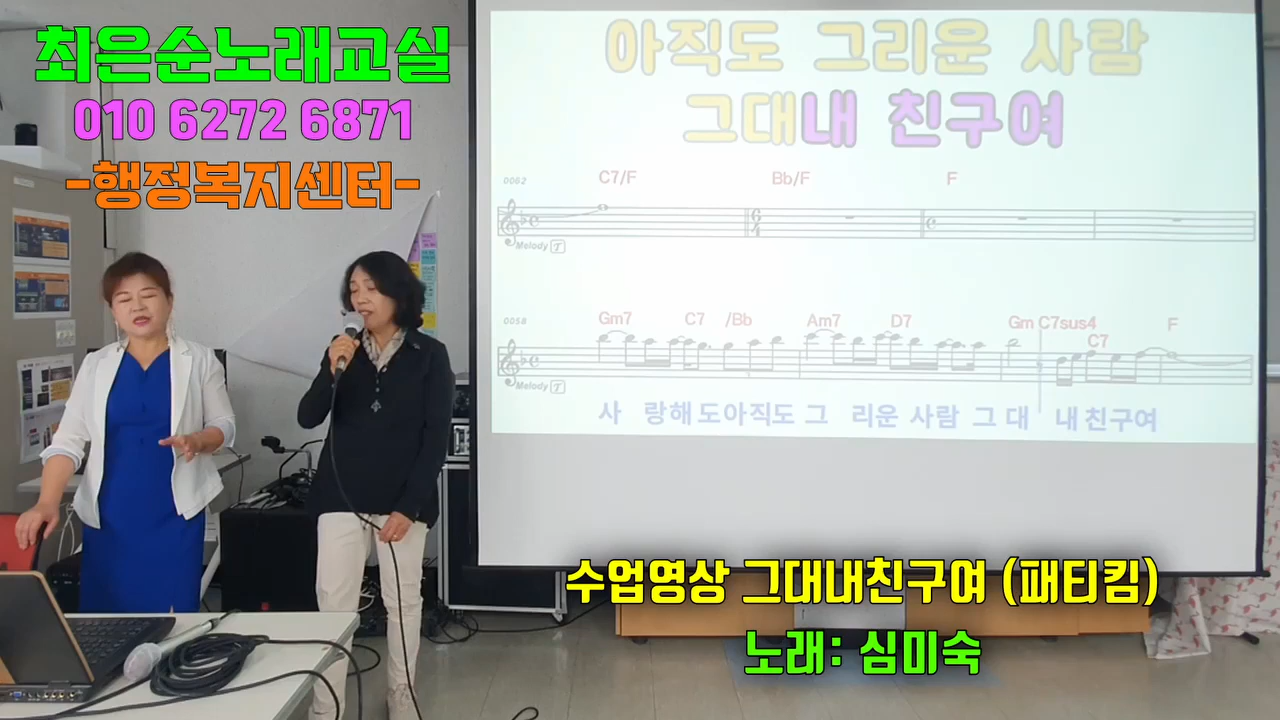 최은순노래교실
010 6272 6871
-행정복지센터-
아직도 그리운 사람
그대내 친구여
0062 C7/F Bb/F F
Melody T
0058 Gm7 C7 /Bb Am7 D7 Gm C7sus4 C7 F
Melody T
사 랑해 도아직도 그 리운 사람 그 대 내 친구여
수업영상 그대내친구여 (패티킴)
노래: 심미숙